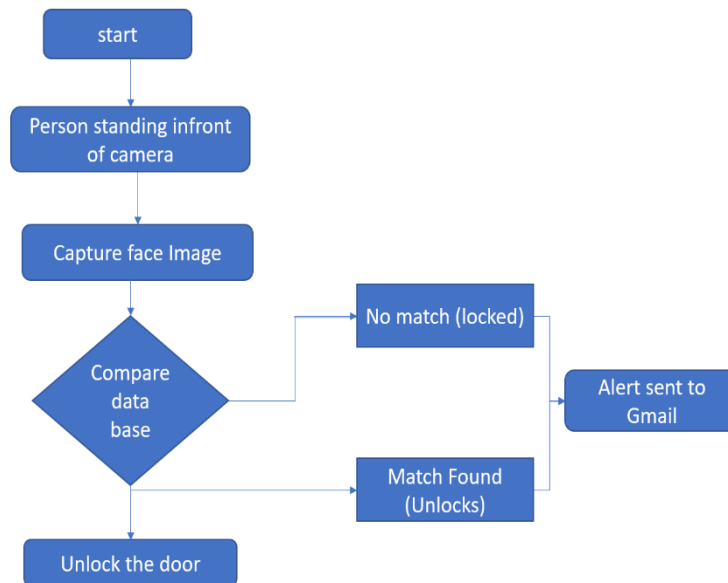 start
Person standing infront
of camera
Capture face Image
Compare
data
base
No match (locked)
Alert sent to
Gmail
Match Found
(Unlocks)
Unlock the door